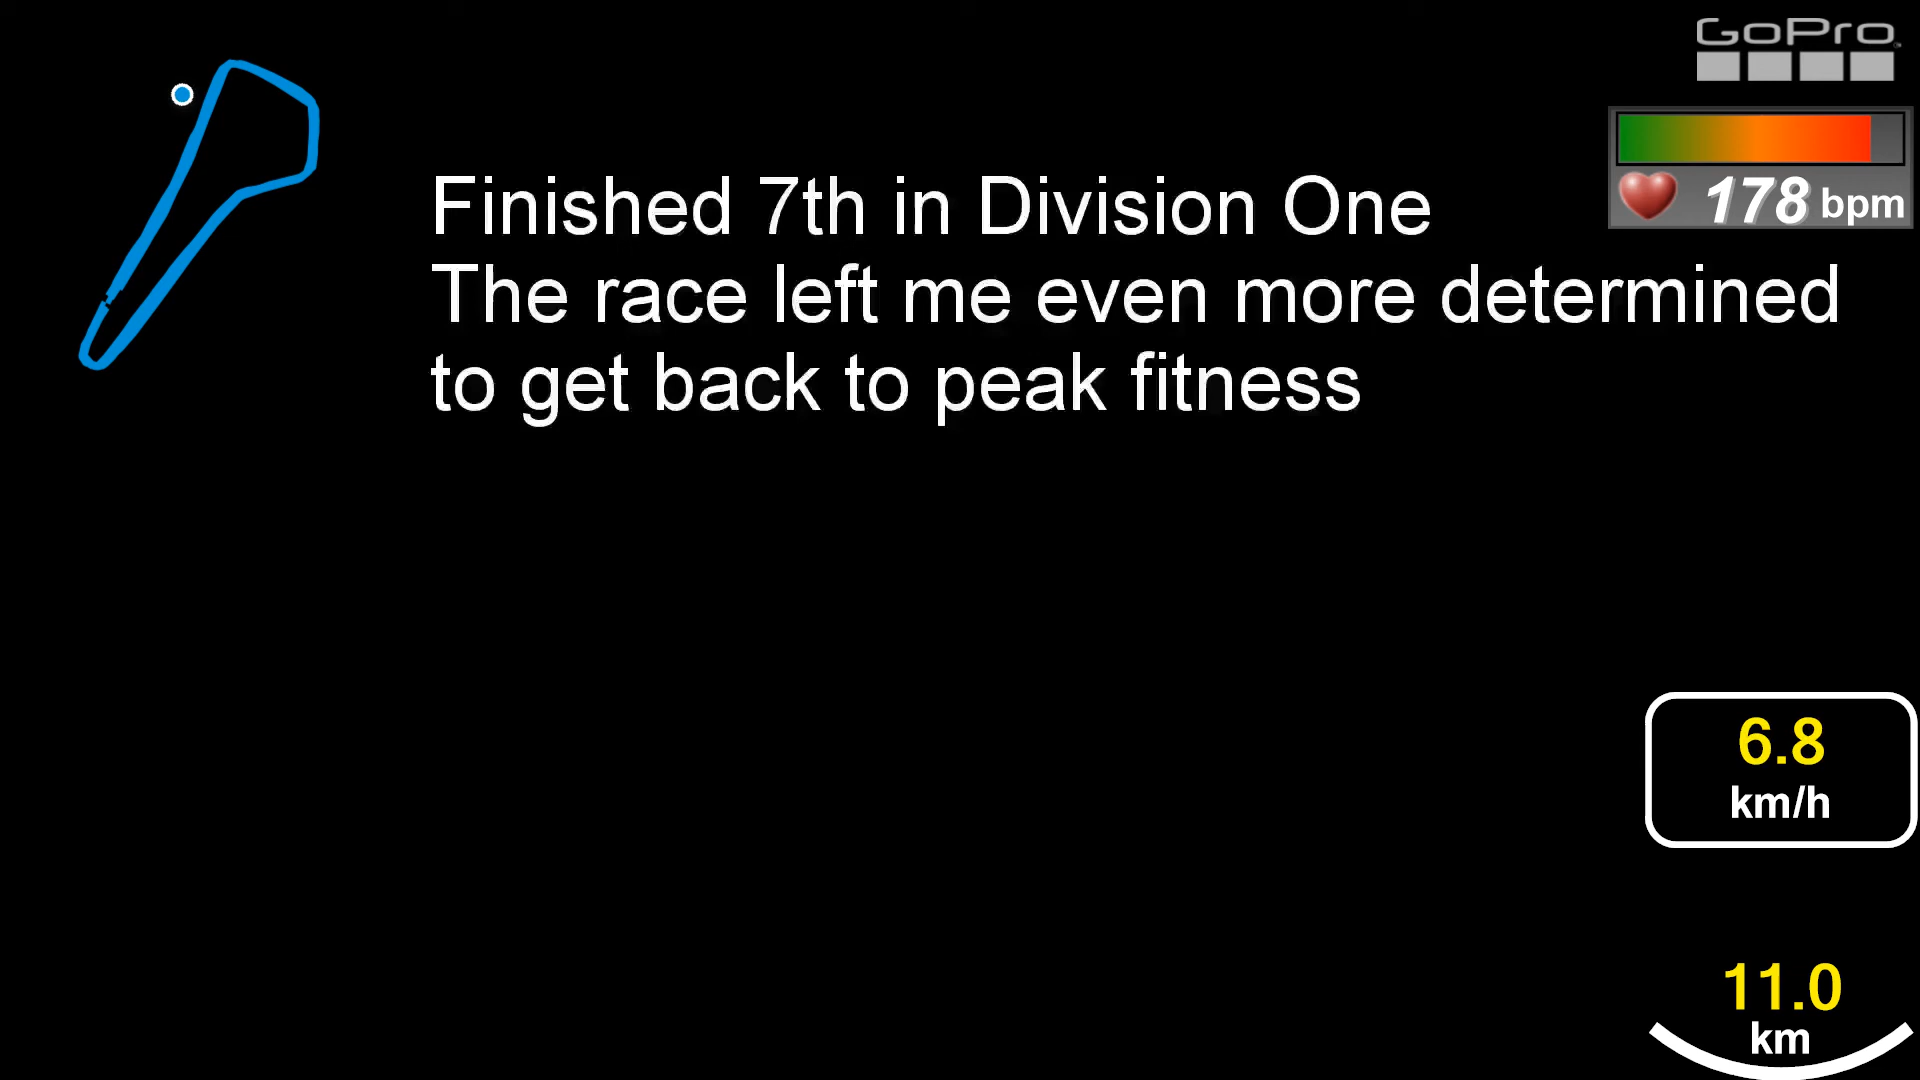 GoPro
178 bpm
Finished 7th in Division One
The race left me even more determined
to get back to peak fitness
6.8
km/h
11.0
km